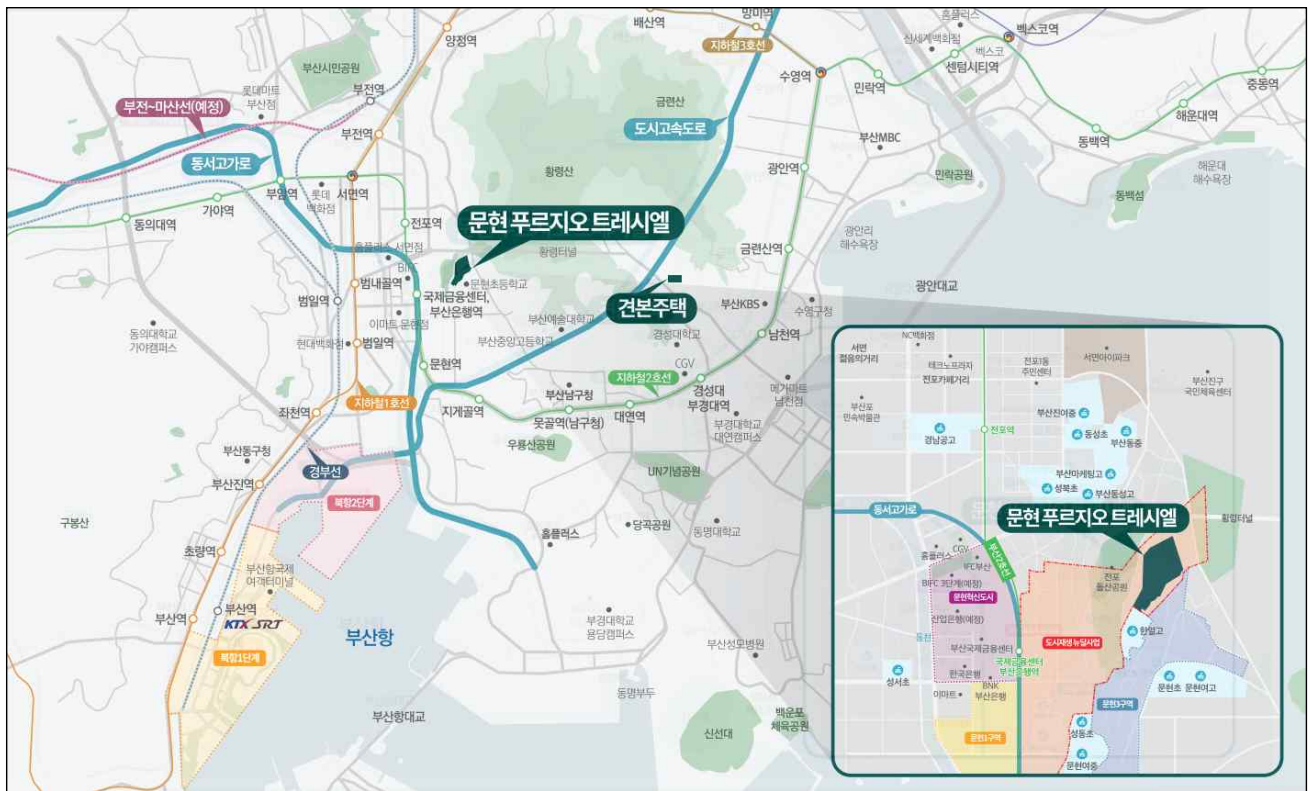 배산역
망미역
지하철3호선
홈플러스
신세계백화점
벡스코역
벡스코
센텀시티역
양정역
부산시민공원
수영역
민락역
중동역
해운대역
동백역
부전~마산선(예정)
롯데마트
부산점
부전역
금련산
도시고속도로
부산MBC
부전역
동서고가로
황령산
광안역
민락공원
동백섬
해운대
해수욕장
부암역
롯데
백화점
서면역
동의대역
가야역
전포역
문현 푸르지오 트레시엘
광안리
해수욕장
홈플러스 서면점
황령터널
금련산역
BIFC
범내골역
문현초등학교
국제금융센터,
부산은행역
견본주택
부산KBS
수영구청
광안대교
범일역
이마트 문현점
부산예술대학교
동의대학교
가야캠퍼스
현대백화점
범일역
부산중앙고등학교
경성대학교
남천역
CGV
문현역
지하철2호선
메가마트
남천점
지하철1호선
부산남구청
경성대
부경대역
좌천역
지게골역
못골역(남구청)
대연역
부경대학교
대연캠퍼스
우룡산공원
부산동구청
경부선
UN기념공원
부산진역
북항2단계
구봉산
당곡공원
동명대학교
홈플러스
초량역
부산항국제
여객터미널
부산역
부산역
KTX SRT
부산항
부경대학교
용당캠퍼스
부산성모병원
북항1단계
동명부두
부산항대교
신선대
백운포
체육공원
NC백화점
서면
젊음의거리
테크노프라자
전포카페거리
전포1동
주민센터
서면아이파크
부산진구
국민체육센터
부산포
민속박물관
부산진여중
전포역
경남공고
동성초
부산동중
부산마케팅고
성북초
부산동성고
동서고가로
문현 푸르지오 트레시엘
황령터널
부산2호선
홈플러스
CGV
IFC부산
BIFC 3단계(예정)
문현혁신도시
전포
돌산공원
산업은행(예정)
동천
부산국제금융센터
도시재생 뉴딜사업
한얼고
국제금융센터
부산은행역
한국은행
성서초
이마트
BNK
부산은행
문현초
문현여고
문현3구역
문현1구역
성동초
문현여중